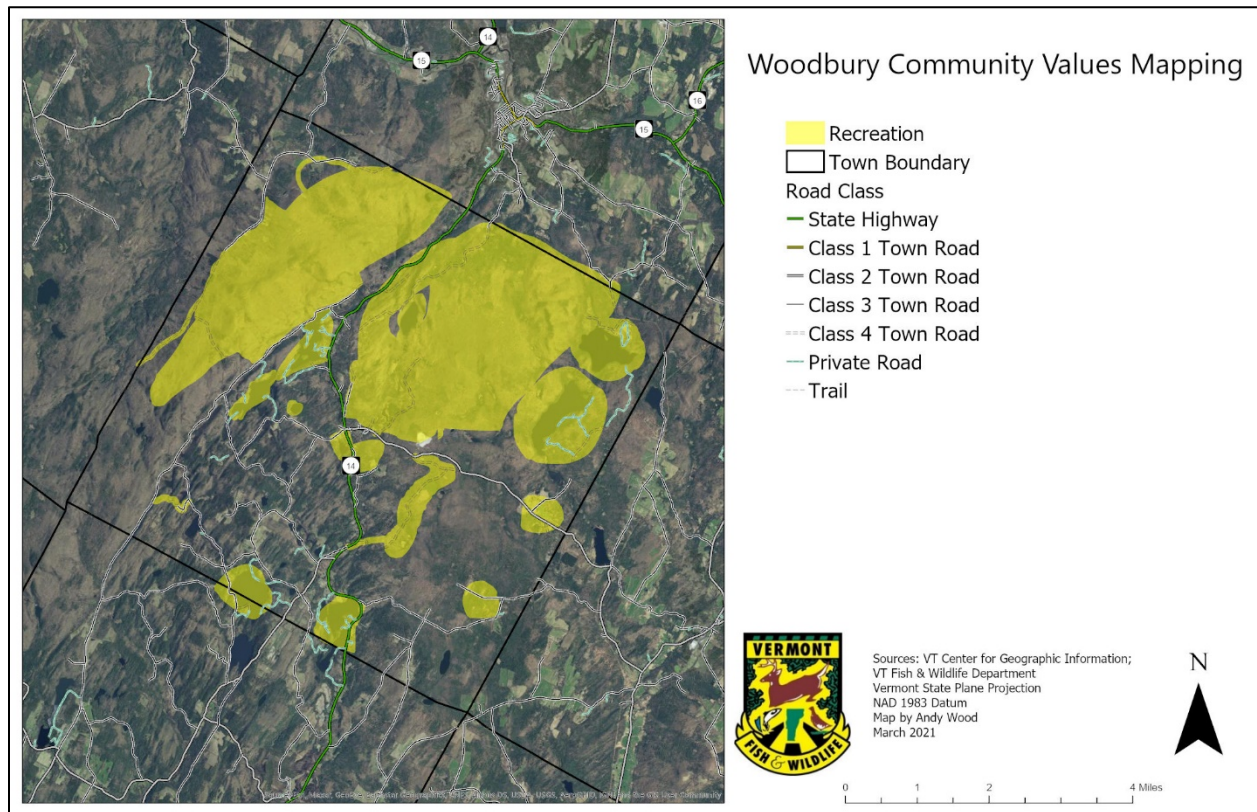 Woodbury Community Values Mapping
Recreation
Town Boundary
Road Class
State Highway
Class 1 Town Road
Class 2 Town Road
Class 3 Town Road
Class 4 Town Road
Private Road
Trail
14
15
16
15
14
VERMONT
FISH & WILDLIFE
Sources: VT Center for Geographic Information;
VT Fish & Wildlife Department
Vermont State Plane Projection
NAD 1983 Datum
Map by Andy Wood
March 2021
N
0 1 2 4 Miles